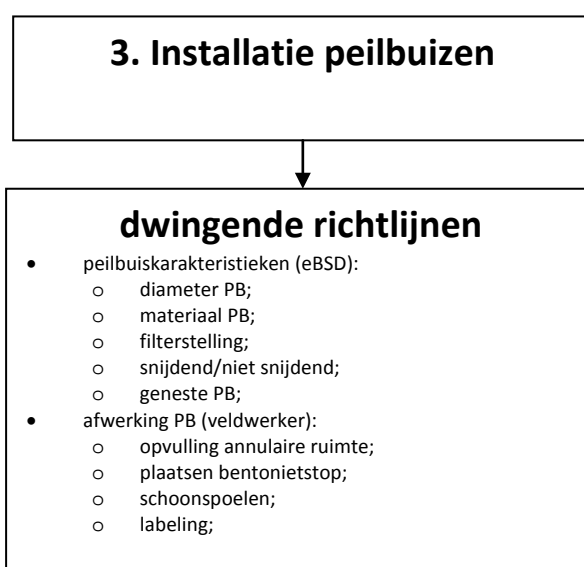 3. Installatie peilbuizen
dwingende richtlijnen
• peilbuiskarakteristieken (eBSD):
o diameter PB;
o materiaal PB;
o filterstelling;
o snijdend/niet snijdend;
o geneste PB;
• afwerking PB (veldwerker):
o opvulling annulaire ruimte;
o plaatsen bentonietstop;
o schoonspoelen;
o labeling;